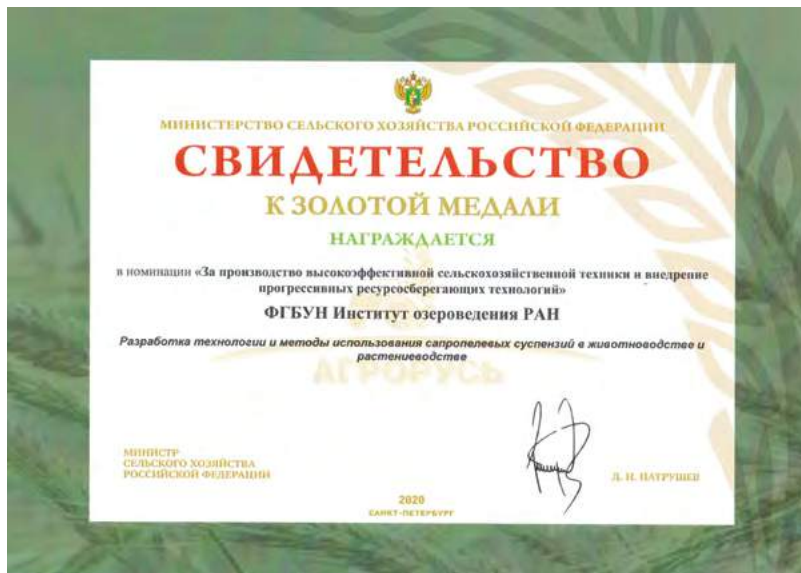 МИНИСТЕРСТВО СЕЛЬСКОГО ХОЗЯЙСТВА РОССИЙСКОЙ ФЕДЕРАЦИИ
СВИДЕТЕЛЬСТВО
К ЗОЛОТОЙ МЕДАЛИ
НАГРАЖДАЕТСЯ
в номинации «За производство высокоэффективной сельскохозяйственной техники и внедрение
прогрессивных ресурсосберегающих технологий»
ФГБУН Институт озероведения РАН
Разработка технологии и методы использования сапропелевых суспензий в животноводстве и
растениеводстве
АГРОРУСЬ
МИНИСТР
СЕЛЬСКОГО ХОЗЯЙСТВА
РОССИЙСКОЙ ФЕДЕРАЦИИ
Д. Н. ПАТРУШЕВ
2020
САНКТ-ПЕТЕРБУРГ